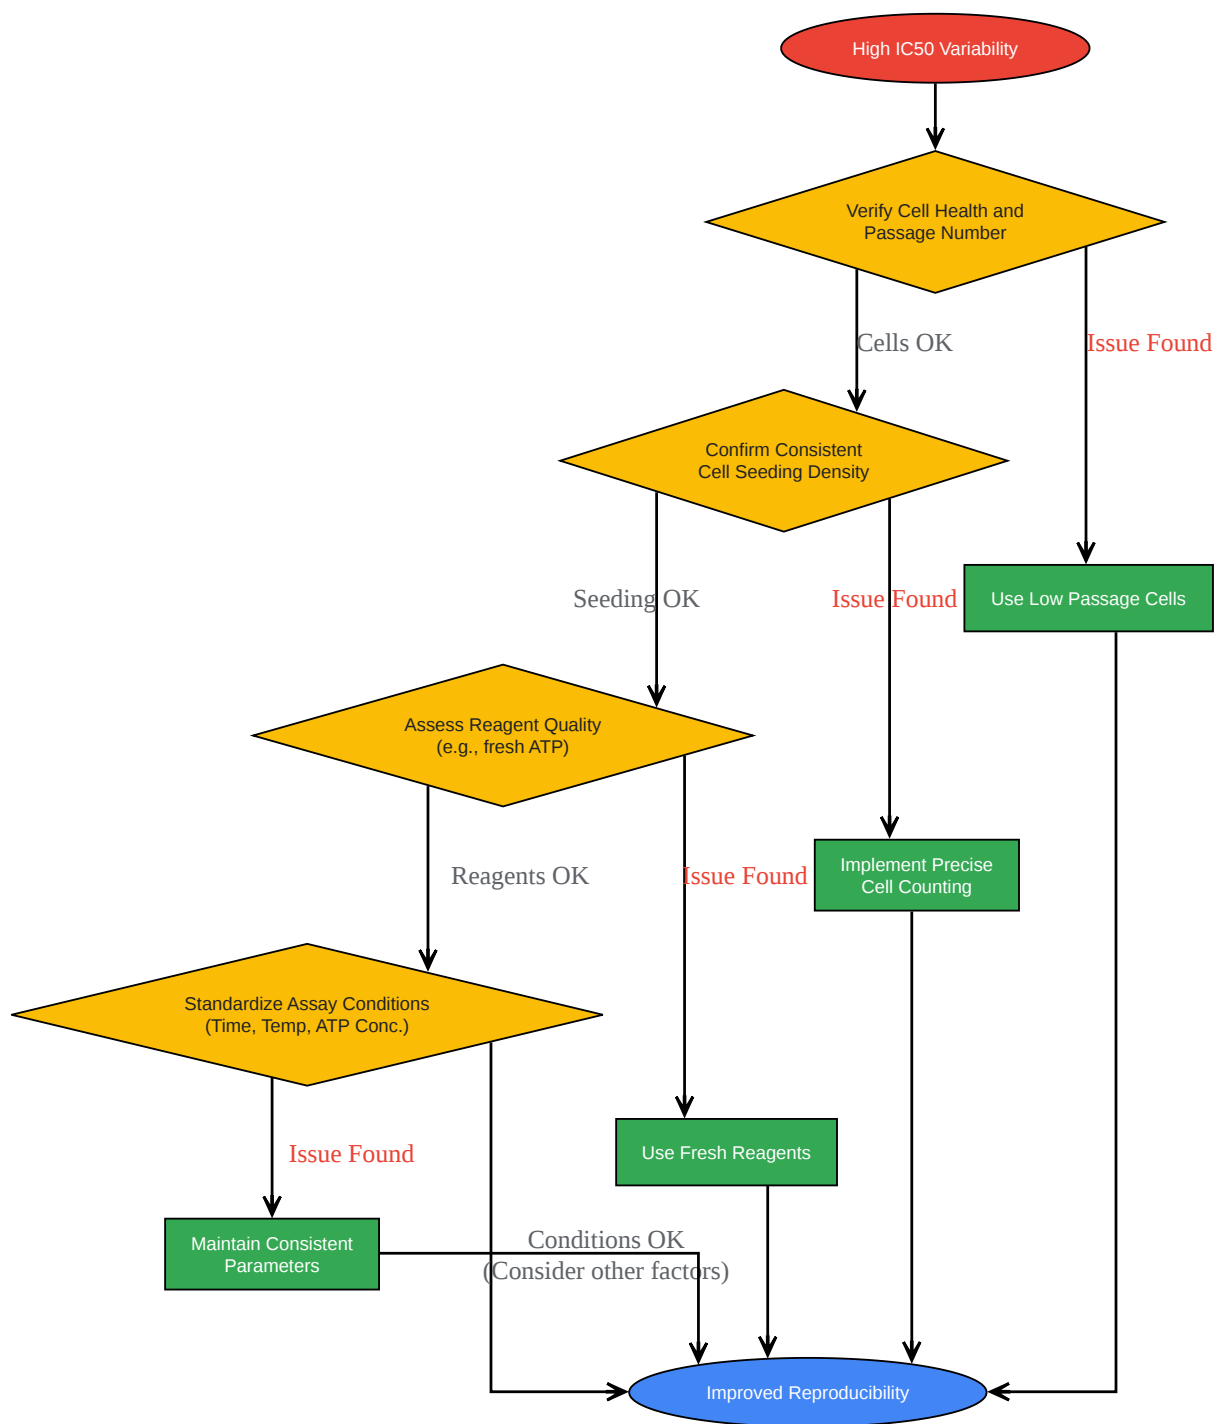 High IC50 Variability
Verify Cell Health and
Passage Number
Cells OK
Issue Found
Confirm Consistent
Cell Seeding Density
Seeding OK
Issue Found
Use Low Passage Cells
Assess Reagent Quality
(e.g., fresh ATP)
Reagents OK
Issue Found
Implement Precise
Cell Counting
Standardize Assay Conditions
(Time, Temp, ATP Conc.)
Issue Found
Use Fresh Reagents
Maintain Consistent
Parameters
Conditions OK
(Consider other factors)
Improved Reproducibility